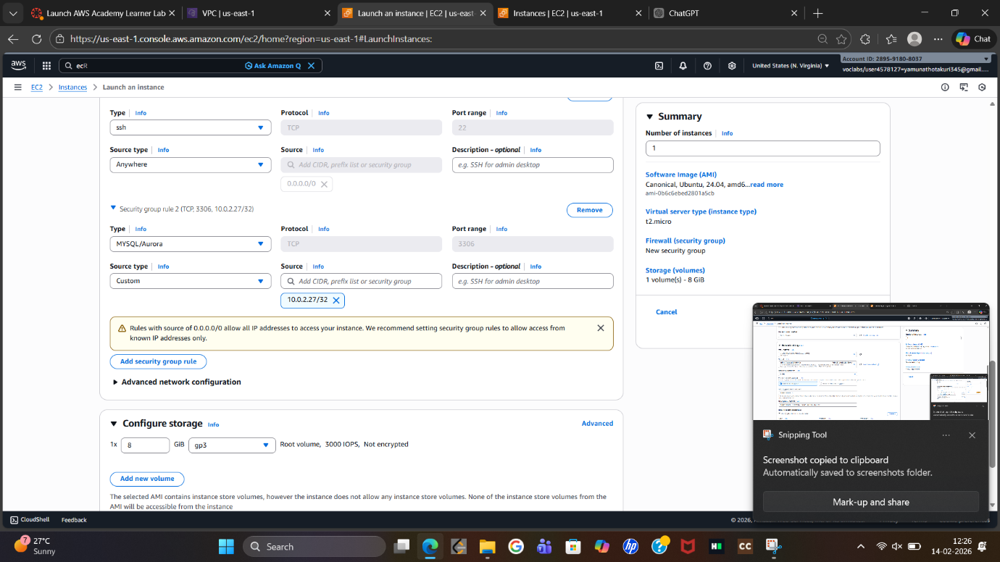 Launch AWS Academy Learner Lab
VPC | us-east-1
Launch an instance | EC2 | us-east-
Instances | EC2 | us-east-1
ChatGPT
https://us-east-1.console.aws.amazon.com/ec2/home?region=us-east-1#LaunchInstances:
Chat
aws
ecR
Ask Amazon Q
United States (N. Virginia)
Account ID: 2895-9180-8037
voclabs/user4578127=yamunathotakuri345@gmail....
EC2
Instances
Launch an instance
Type Info
Protocol Info
Port range Info
ssh
TCP
22
Source type Info
Source Info
Description - optional Info
Anywhere
Add CIDR, prefix list or security group
e.g. SSH for admin desktop
0.0.0.0/0
Security group rule 2 (TCP, 3306, 10.0.2.27/32)
Remove
Type Info
Protocol Info
Port range Info
MYSQL/Aurora
TCP
3306
Source type Info
Source Info
Description - optional Info
Custom
Add CIDR, prefix list or security group
e.g. SSH for admin desktop
10.0.2.27/32
Rules with source of 0.0.0.0/0 allow all IP addresses to access your instance. We recommend setting security group rules to allow access from
known IP addresses only.
Add security group rule
Advanced network configuration
Configure storage Info
Advanced
1x
8
GiB
gp3
Root volume, 3000 IOPS, Not encrypted
Add new volume
The selected AMI contains instance store volumes, however the instance does not allow any instance store volumes. None of the instance store volumes from the
AMI will be accessible from the instance
Summary
Number of instances Info
1
Software Image (AMI)
Canonical, Ubuntu, 24.04, amd6...read more
ami-0b6c6ebed2801a5cb
Virtual server type (instance type)
t2.micro
Firewall (security group)
New security group
Storage (volumes)
1 volume(s) - 8 GiB
Cancel
Snipping Tool
Screenshot copied to clipboard
Automatically saved to screenshots folder.
Mark-up and share
CloudShell
Feedback
© 2026,
7
27°C
Sunny
Search
CC
12:26
14-02-2026